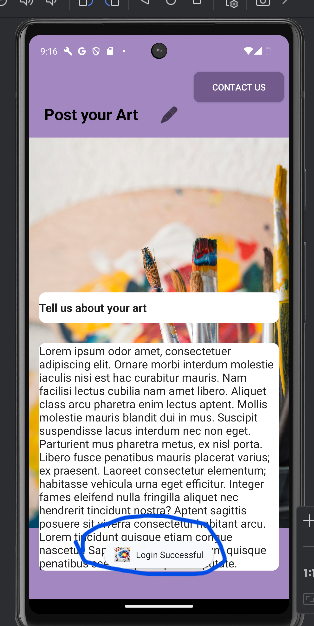 9:16
CONTACT US
Post your Art
Tell us about your art
Lorem ipsum odor amet, consectetuer
adipiscing elit. Ornare morbi interdum molestie
iaculis nisi est hac curabitur mauris. Nam
facilisi lectus cubilia nam amet libero. Aliquet
class arcu pharetra enim lectus aptent. Mollis
molestie mauris blandit dui in mus. Suscipit
suspendisse lacus interdum nec non eget.
Parturient mus pharetra metus, ex nisl porta.
Libero fusce penatibus mauris placerat varius;
ex praesent. Laoreet consectetur elementum;
habitasse vehicula urna eget efficitur. Integer
fames eleifend nulla fringilla aliquet nec
hendrerit tincidunt nostra? Aptent sagittis
posuere sit viverra consectetur habitant arcu.
Lorem tincidunt quisque etiam congue
nascetur quisque
penatibus
Login Successful